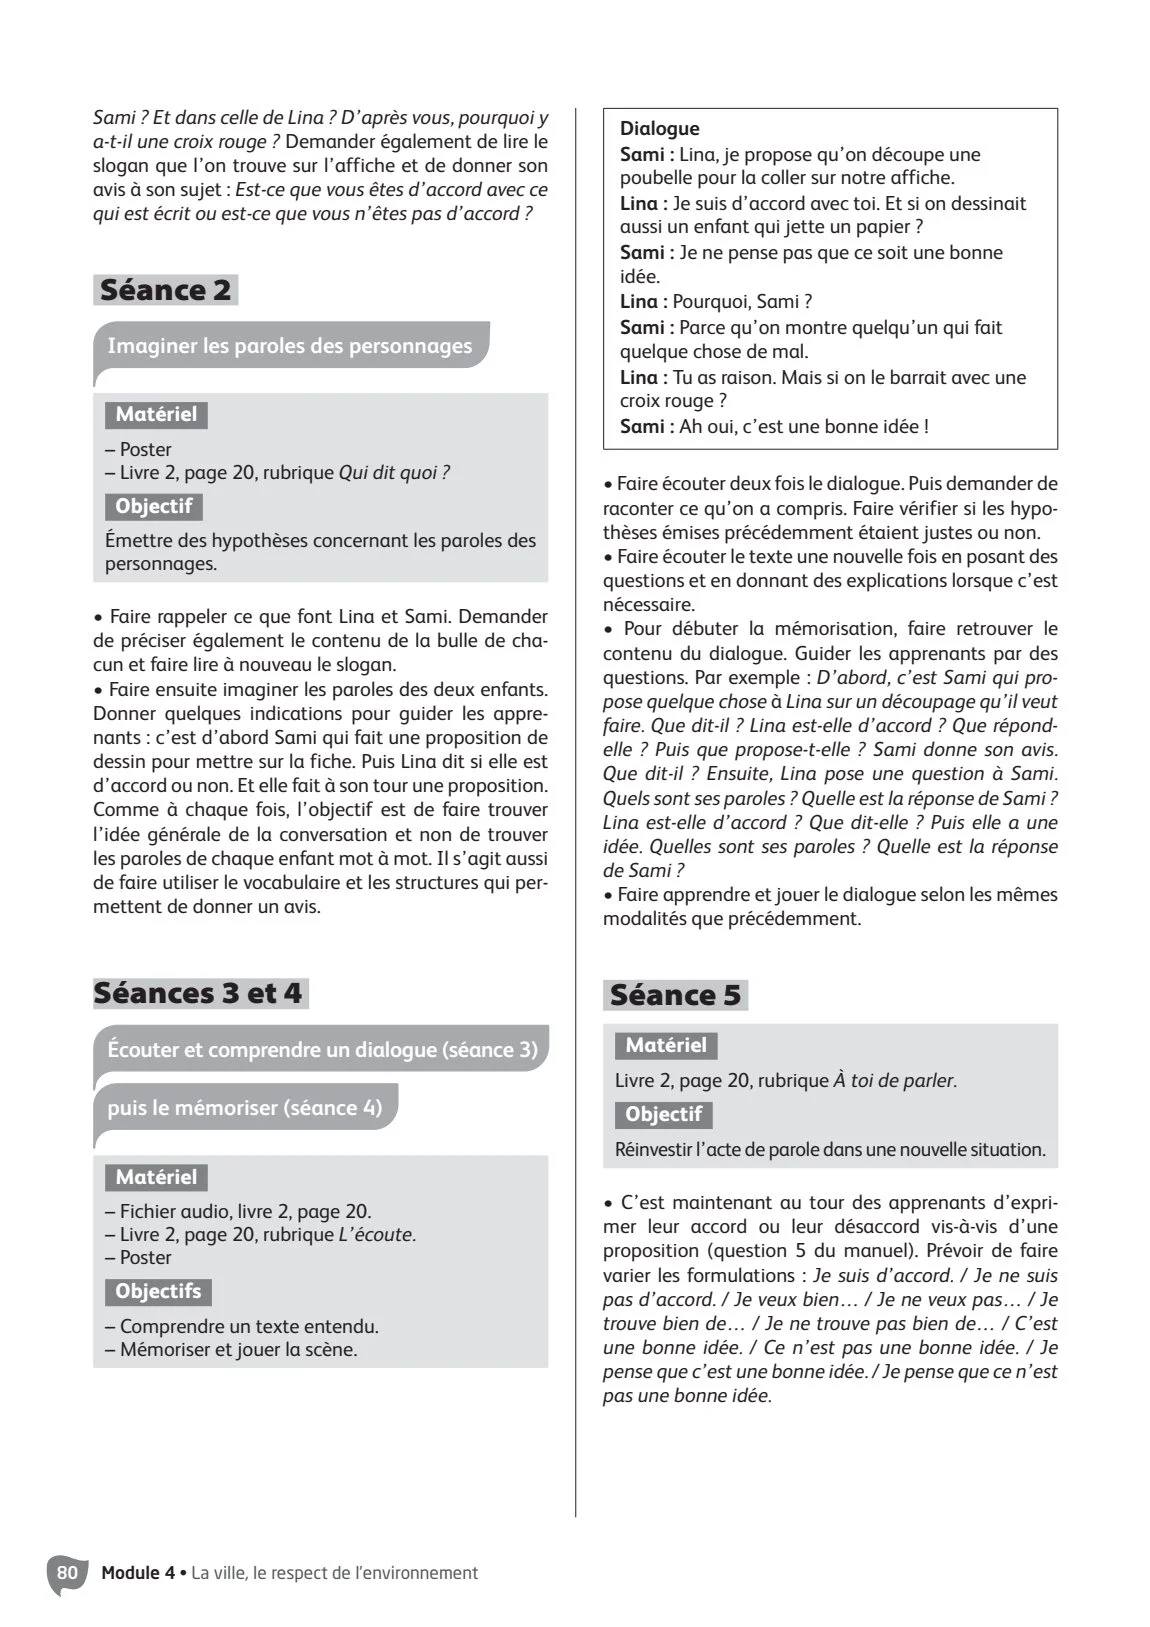 Sami ? Et dans celle de Lina ? D’après vous, pourquoi y
a-t-il une croix rouge ? Demander également de lire le
slogan que l’on trouve sur l’affiche et de donner son
avis à son sujet : Est-ce que vous êtes d’accord avec ce
qui est écrit ou est-ce que vous n’êtes pas d’accord ?
Séance 2
Imaginer les paroles des personnages
Matériel
– Poster
– Livre 2, page 20, rubrique Qui dit quoi ?
Objectif
Émettre des hypothèses concernant les paroles des
personnages.
• Faire rappeler ce que font Lina et Sami. Demander
de préciser également le contenu de la bulle de cha-
cun et faire lire à nouveau le slogan.
• Faire ensuite imaginer les paroles des deux enfants.
Donner quelques indications pour guider les appre-
nants : c’est d’abord Sami qui fait une proposition de
dessin pour mettre sur la fiche. Puis Lina dit si elle est
d’accord ou non. Et elle fait à son tour une proposition.
Comme à chaque fois, l’objectif est de faire trouver
l’idée générale de la conversation et non de trouver
les paroles de chaque enfant mot à mot. Il s’agit aussi
de faire utiliser le vocabulaire et les structures qui per-
mettent de donner un avis.
Séances 3 et 4
Écouter et comprendre un dialogue (séance 3)
puis le mémoriser (séance 4)
Matériel
– Fichier audio, livre 2, page 20.
– Livre 2, page 20, rubrique L’écoute.
– Poster
Objectifs
– Comprendre un texte entendu.
– Mémoriser et jouer la scène.
Dialogue
Sami : Lina, je propose qu’on découpe une
poubelle pour la coller sur notre affiche.
Lina : Je suis d’accord avec toi. Et si on dessinait
aussi un enfant qui jette un papier ?
Sami : Je ne pense pas que ce soit une bonne
idée.
Lina : Pourquoi, Sami ?
Sami : Parce qu’on montre quelqu’un qui fait
quelque chose de mal.
Lina : Tu as raison. Mais si on le barrait avec une
croix rouge ?
Sami : Ah oui, c’est une bonne idée !
• Faire écouter deux fois le dialogue. Puis demander de
raconter ce qu’on a compris. Faire vérifier si les hypo-
thèses émises précédemment étaient justes ou non.
• Faire écouter le texte une nouvelle fois en posant des
questions et en donnant des explications lorsque c’est
nécessaire.
• Pour débuter la mémorisation, faire retrouver le
contenu du dialogue. Guider les apprenants par des
questions. Par exemple : D’abord, c’est Sami qui pro-
pose quelque chose à Lina sur un découpage qu’il veut
faire. Que dit-il ? Lina est-elle d’accord ? Que répond-
elle ? Puis que propose-t-elle ? Sami donne son avis.
Que dit-il ? Ensuite, Lina pose une question à Sami.
Quels sont ses paroles ? Quelle est la réponse de Sami ?
Lina est-elle d’accord ? Que dit-elle ? Puis elle a une
idée. Quelles sont ses paroles ? Quelle est la réponse
de Sami ?
• Faire apprendre et jouer le dialogue selon les mêmes
modalités que précédemment.
Séance 5
Matériel
Livre 2, page 20, rubrique À toi de parler.
Objectif
Réinvestir l’acte de parole dans une nouvelle situation.
• C’est maintenant au tour des apprenants d’expri-
mer leur accord ou leur désaccord vis-à-vis d’une
proposition (question 5 du manuel). Prévoir de faire
varier les formulations : Je suis d’accord. / Je ne suis
pas d’accord. / Je veux bien… / Je ne veux pas… / Je
trouve bien de… / Je ne trouve pas bien de… / C’est
une bonne idée. / Ce n’est pas une bonne idée. / Je
pense que c’est une bonne idée. / Je pense que ce n’est
pas une bonne idée.
80 Module 4 • La ville, le respect de l’environnement